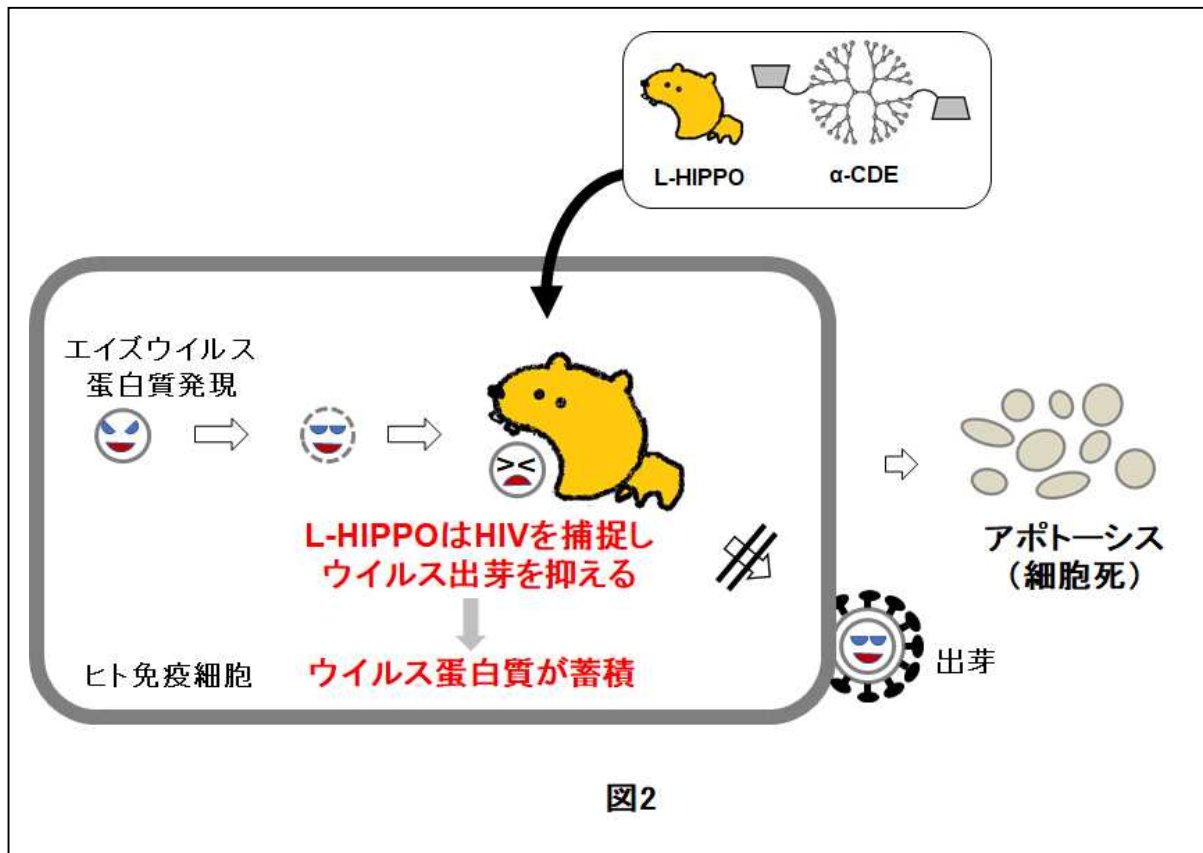 L-HIPPO
α-CDE
エイズウイルス
蛋白質発現
L-HIPPOはHIVを捕捉し
ウイルス出芽を抑える
アポトーシス
（細胞死）
ヒト免疫細胞
ウイルス蛋白質が蓄積
出芽
図2